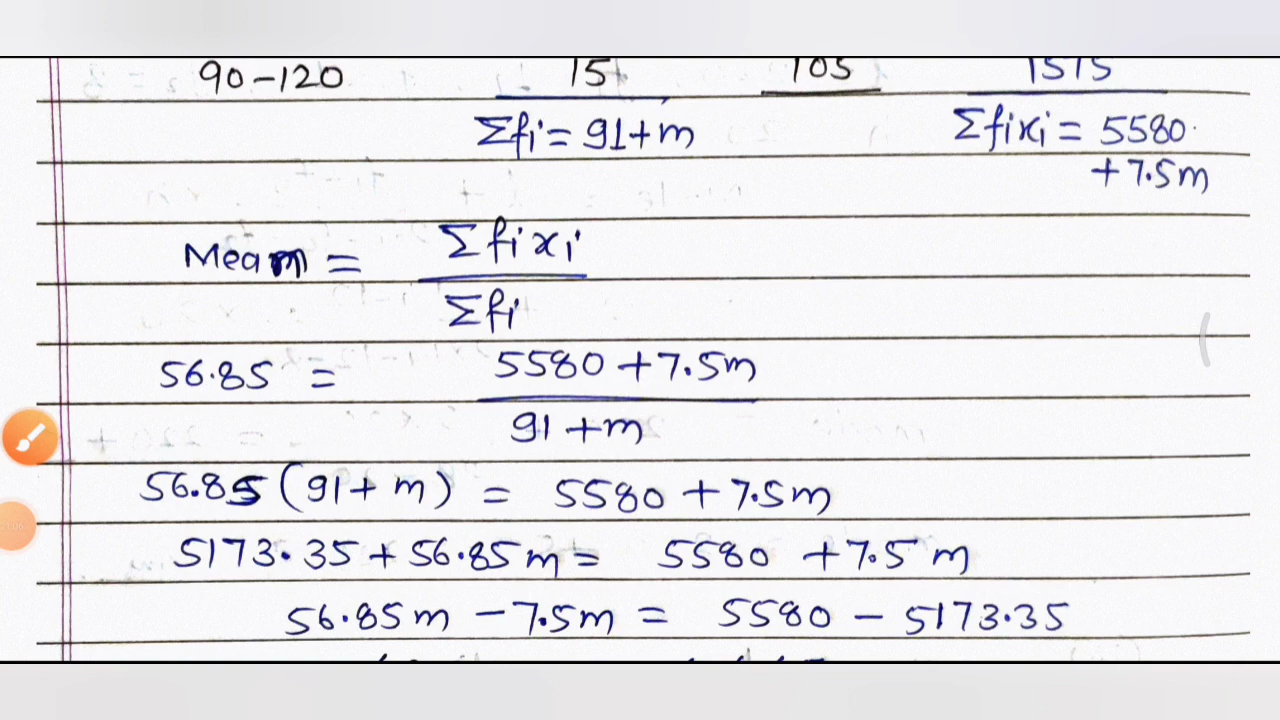 90-120 15 105 1575
Σfi = 91+m Σfixi = 5580
+7.5m
Mean = Σfixi
Σfi
56.85 = 5580+7.5m
91+m
56.85(91+m) = 5580+7.5m
5173.35+56.85m = 5580+7.5m
56.85m-7.5m = 5580-5173.35